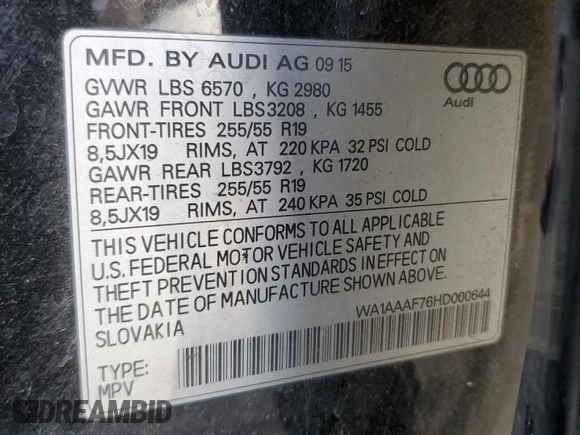 MFD. BY AUDI AG 09 15
GVWR LBS 6570 , KG 2980
GAWR FRONT LBS3208 , KG 1455
FRONT-TIRES 255/55 R19
8,5JX19 RIMS, AT 220 KPA 32 PSI COLD
GAWR REAR LBS3792 , KG 1720
REAR-TIRES 255/55 R19
8,5JX19 RIMS, AT 240 KPA 35 PSI COLD
THIS VEHICLE CONFORMS TO ALL APPLICABLE
U.S. FEDERAL MOTOR VEHICLE SAFETY AND
THEFT PREVENTION STANDARDS IN EFFECT ON
THE DATE OF MANUFACTURE SHOWN ABOVE.
SLOVAKIA
WA1AAAF76HD000644
TYPE:
MPV
Audi
DREAMBID